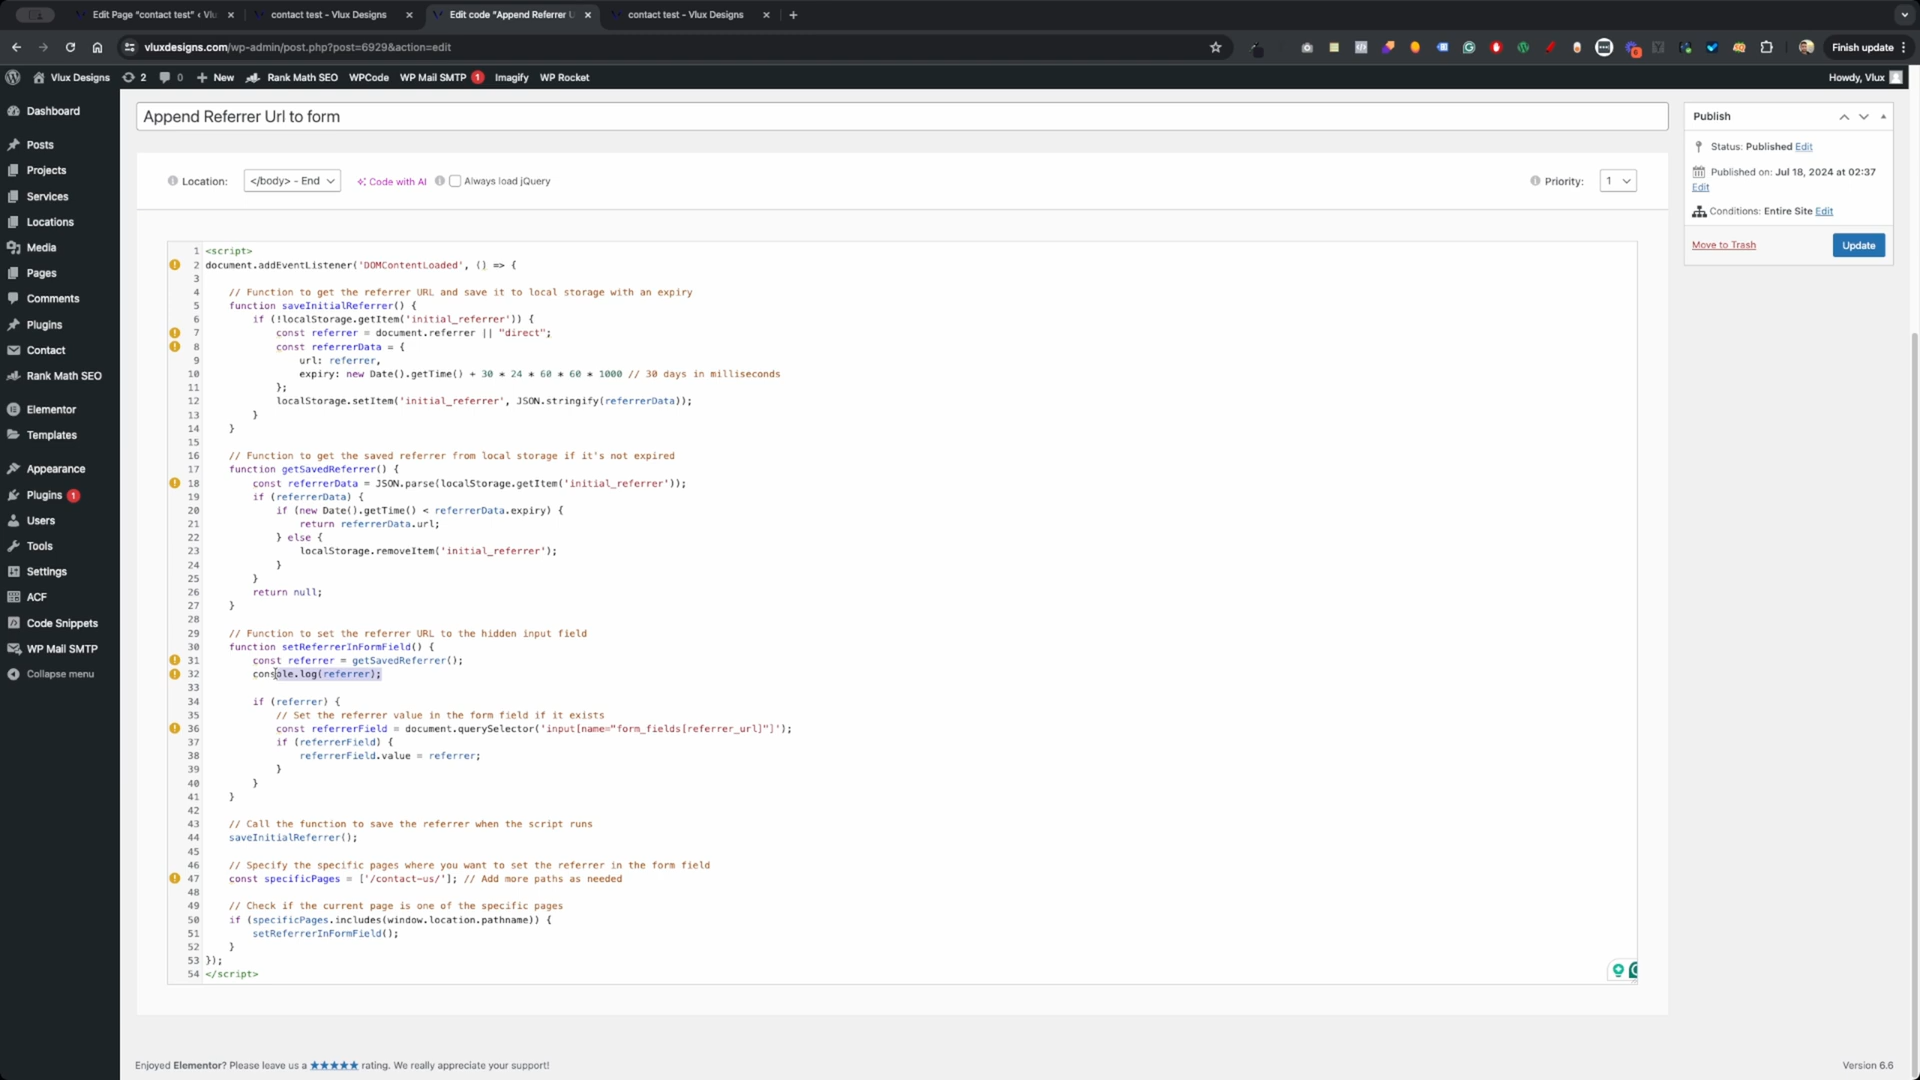 Edit Page "contact test" ‹ Vlu
contact test - Vlux Designs
Edit code "Append Referrer U
contact test - Vlux Designs
vluxdesigns.com/wp-admin/post.php?post=6929&action=edit
Finish update
Vlux Designs
2
0
New
Rank Math SEO
WPCode
WP Mail SMTP 1
Imagify
WP Rocket
Howdy, Vlux
Dashboard
Posts
Projects
Services
Locations
Media
Pages
Comments
Plugins
Contact
Rank Math SEO
Elementor
Templates
Appearance
Plugins 1
Users
Tools
Settings
ACF
Code Snippets
WP Mail SMTP
Collapse menu
Append Referrer Url to form
Location: </body> - End Code with AI Always load jQuery Priority: 1
1 <script>
2 document.addEventListener('DOMContentLoaded', () => {
3
4 // Function to get the referrer URL and save it to local storage with an expiry
5 function saveInitialReferrer() {
6 if (!localStorage.getItem('initial_referrer')) {
7 const referrer = document.referrer || "direct";
8 const referrerData = {
9 url: referrer,
10 expiry: new Date().getTime() + 30 * 24 * 60 * 60 * 1000 // 30 days in milliseconds
11 };
12 localStorage.setItem('initial_referrer', JSON.stringify(referrerData));
13 }
14 }
15
16 // Function to get the saved referrer from local storage if it's not expired
17 function getSavedReferrer() {
18 const referrerData = JSON.parse(localStorage.getItem('initial_referrer'));
19 if (referrerData) {
20 if (new Date().getTime() < referrerData.expiry) {
21 return referrerData.url;
22 } else {
23 localStorage.removeItem('initial_referrer');
24 }
25 }
26 return null;
27 }
28
29 // Function to set the referrer URL to the hidden input field
30 function setReferrerInFormField() {
31 const referrer = getSavedReferrer();
32 console.log(referrer);
33
34 if (referrer) {
35 // Set the referrer value in the form field if it exists
36 const referrerField = document.querySelector('input[name="form_fields[referrer_url]"]');
37 if (referrerField) {
38 referrerField.value = referrer;
39 }
40 }
41 }
42
43 // Call the function to save the referrer when the script runs
44 saveInitialReferrer();
45
46 // Specify the specific pages where you want to set the referrer in the form field
47 const specificPages = ['/contact-us/']; // Add more paths as needed
48
49 // Check if the current page is one of the specific pages
50 if (specificPages.includes(window.location.pathname)) {
51 setReferrerInFormField();
52 }
53 });
54 </script>
Publish
Status: Published Edit
Published on: Jul 18, 2024 at 02:37
Edit
Conditions: Entire Site Edit
Move to Trash
Update
Enjoyed Elementor? Please leave us a ★★★★★ rating. We really appreciate your support!
Version 6.6